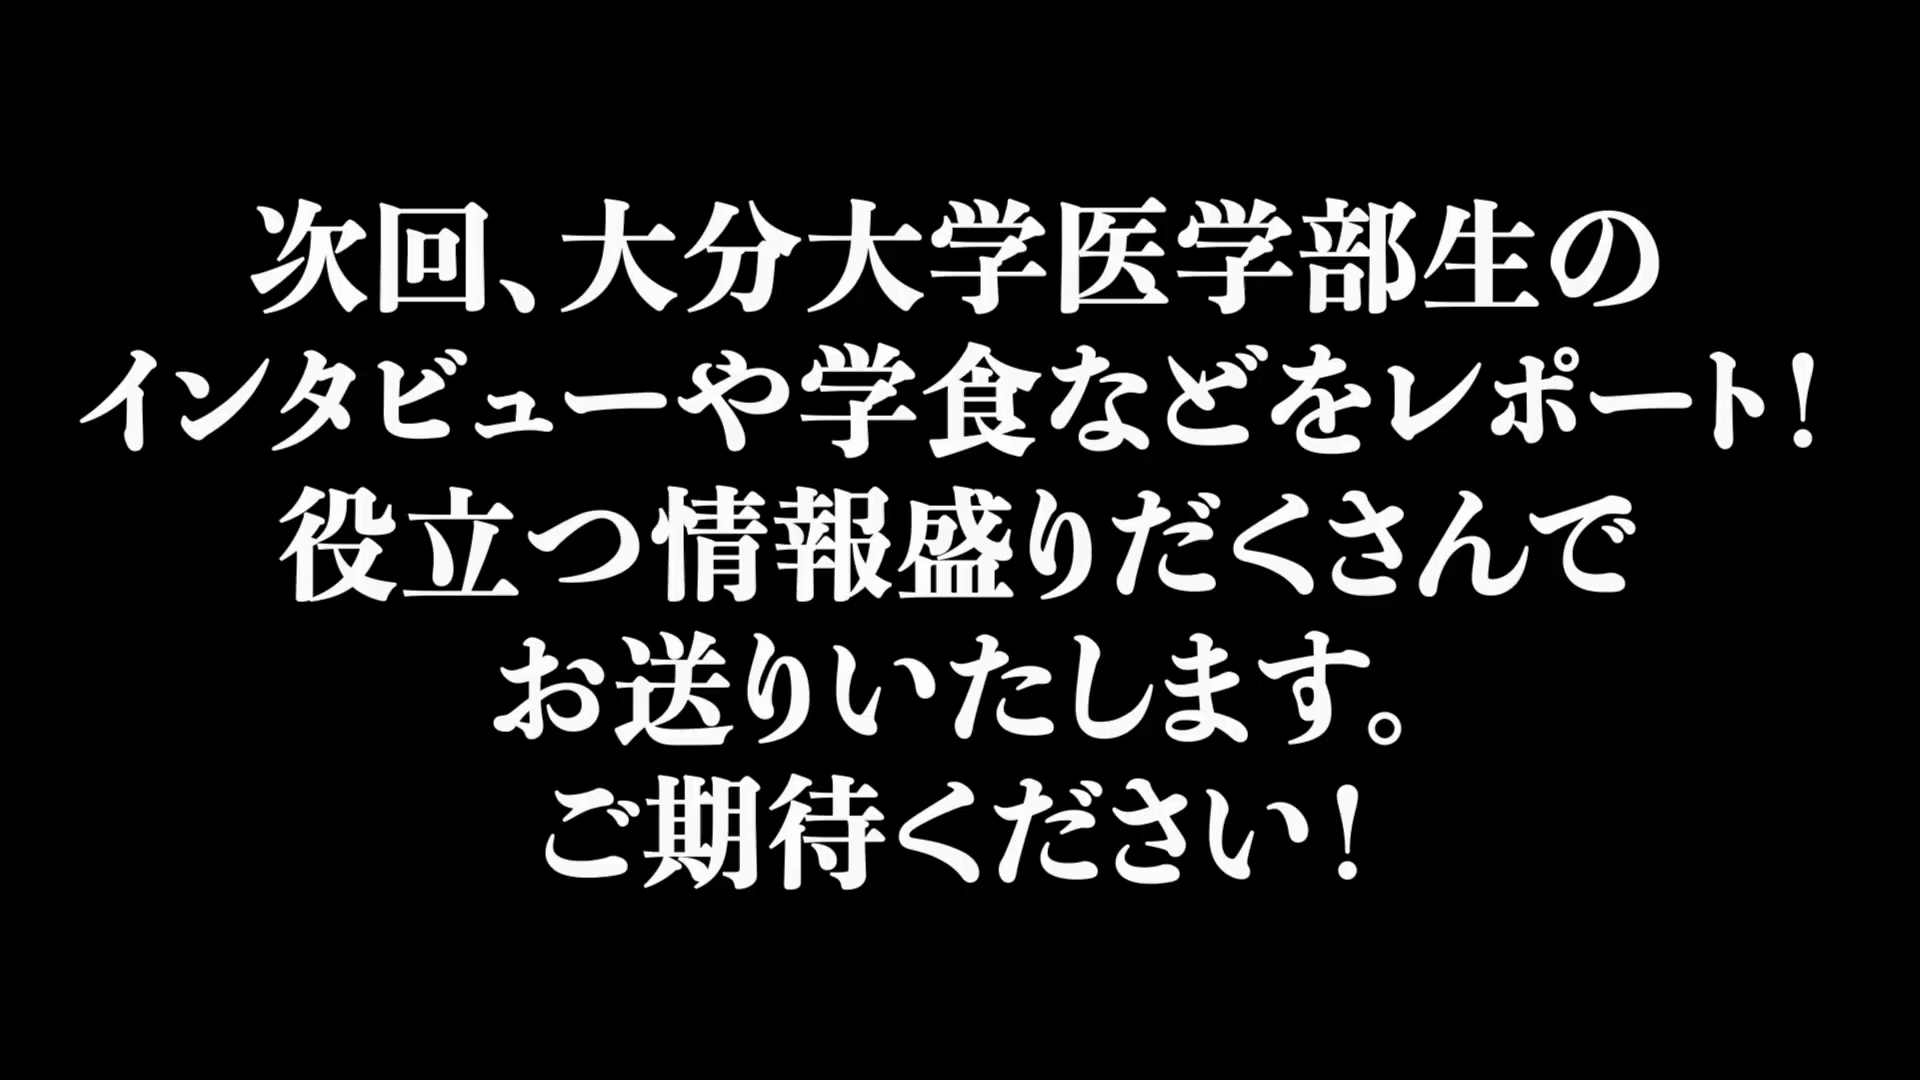 次回、大分大学医学部生の
インタビューや学食などをレポート！
役立つ情報盛りだくさんで
お送りいたします。
ご期待ください！